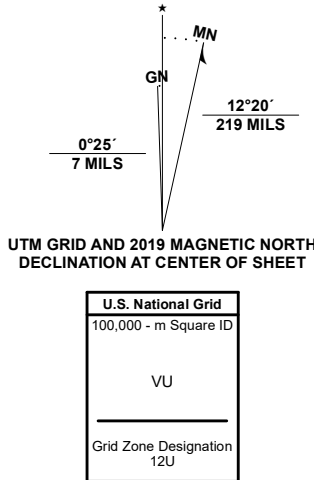 ★
MN
GN
0°25´
7 MILS
12°20´
219 MILS
UTM GRID AND 2019 MAGNETIC NORTH
DECLINATION AT CENTER OF SHEET
U.S. National Grid
100,000 - m Square ID
VU
Grid Zone Designation
12U